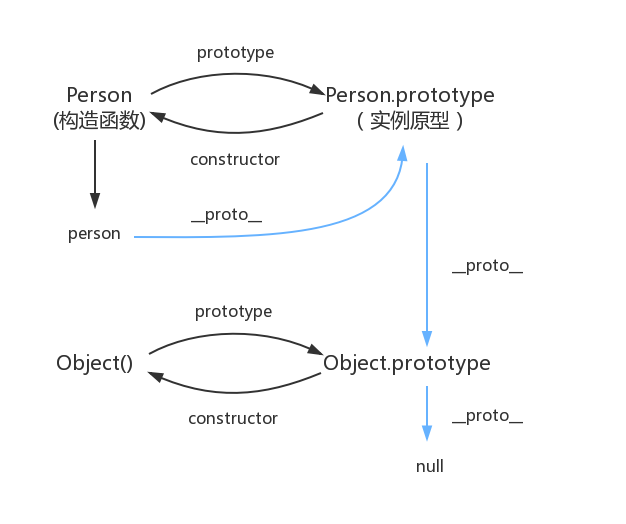 prototype
Person
Person.prototype
(构造函数)
( 实例原型 )
constructor
__proto__
person
__proto__
prototype
Object()
Object.prototype
constructor
__proto__
null